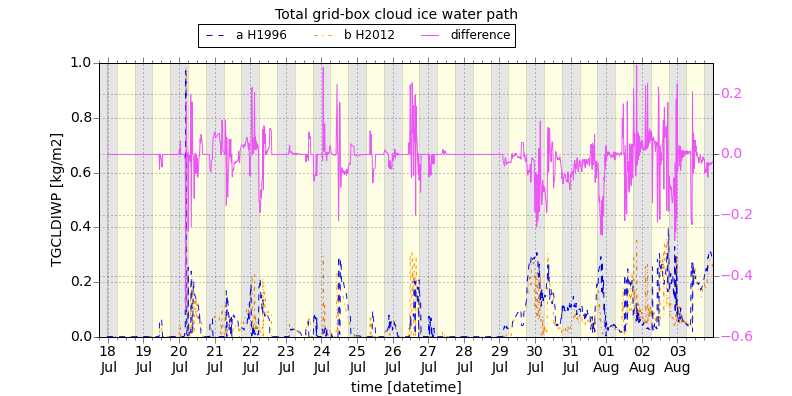 Total grid-box cloud ice water path
a H1996 b H2012 difference
TGCLDIWP [kg/m2]
1.0
0.8
0.6
0.4
0.2
0.0
0.2
0.0
−0.2
−0.4
−0.6
18 19 20 21 22 23 24 25 26 27 28 29 30 31 01 02 03
Jul Jul Jul Jul Jul Jul Jul Jul Jul Jul Jul Jul Jul Jul Aug Aug Aug
time [datetime]